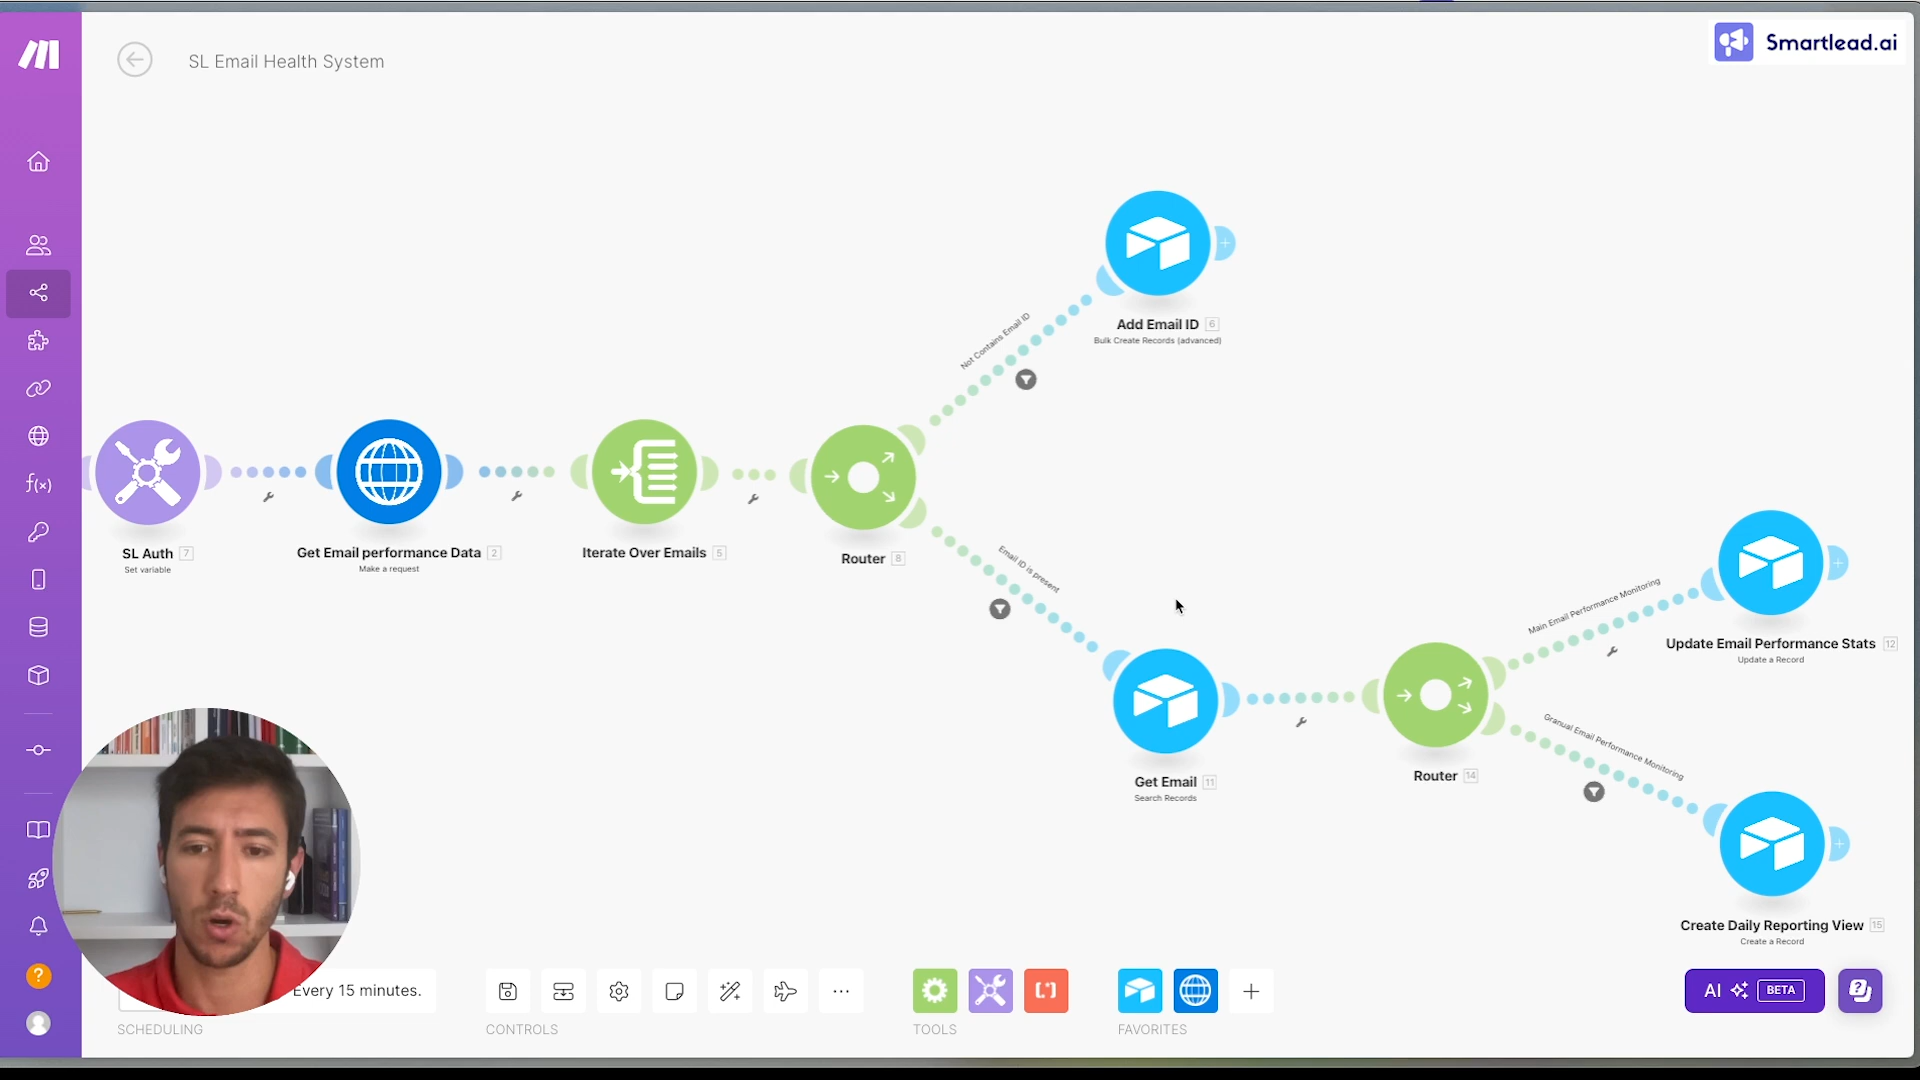 SL Email Health System
Smartlead.ai
Not Contains Email ID
Add Email ID 6
Bulk Create Records (advanced)
SL Auth 7
Set variable
Get Email performance Data 2
Make a request
Iterate Over Emails 5
Router 8
Email ID is present
Main Email Performance Monitoring
Update Email Performance Stats 12
Update a Record
Get Email 11
Search Records
Router 14
Granual Email Performance Monitoring
Create Daily Reporting View 15
Create a Record
f(x)
?
Every 15 minutes.
AI BETA
SCHEDULING
CONTROLS
TOOLS
FAVORITES